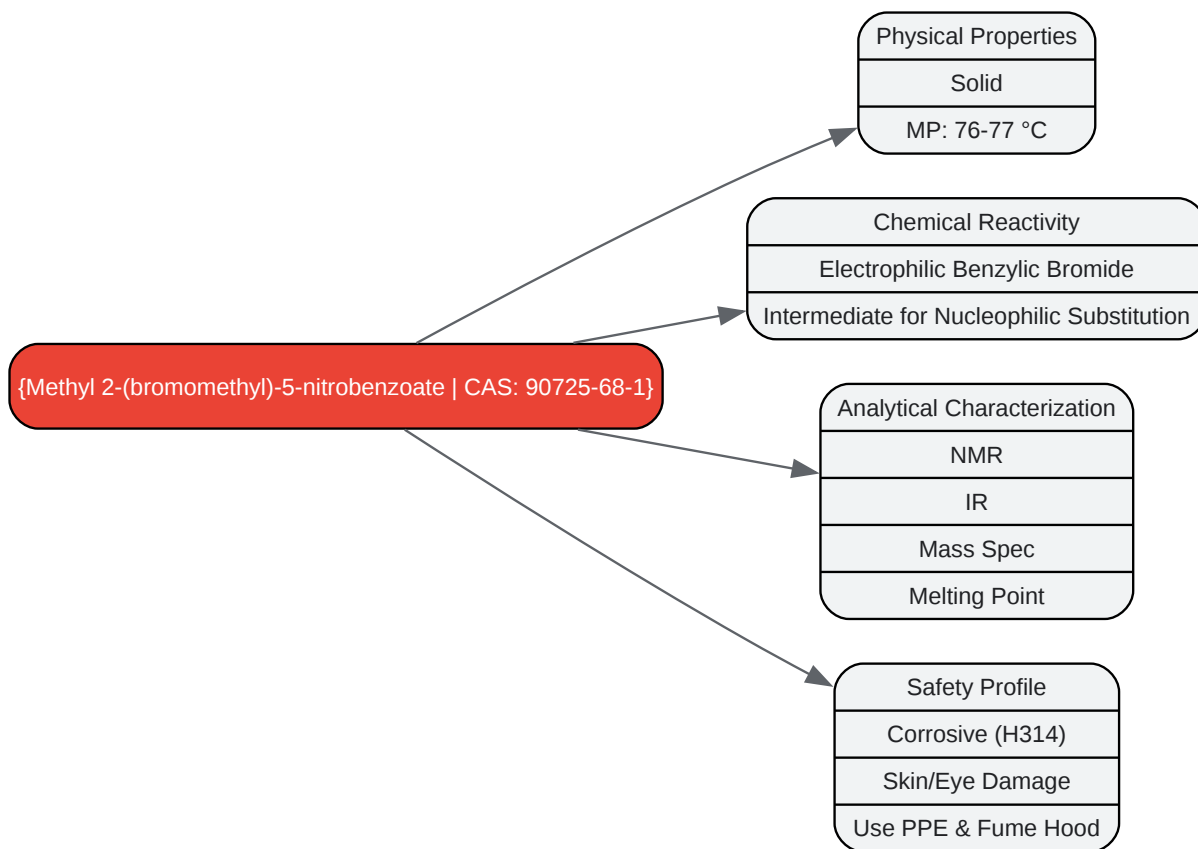 Physical Properties
Solid
MP: 76-77 °C
Chemical Reactivity
Electrophilic Benzylic Bromide
Intermediate for Nucleophilic Substitution
{Methyl 2-(bromomethyl)-5-nitrobenzoate | CAS: 90725-68-1}
Analytical Characterization
NMR
IR
Mass Spec
Melting Point
Safety Profile
Corrosive (H314)
Skin/Eye Damage
Use PPE & Fume Hood